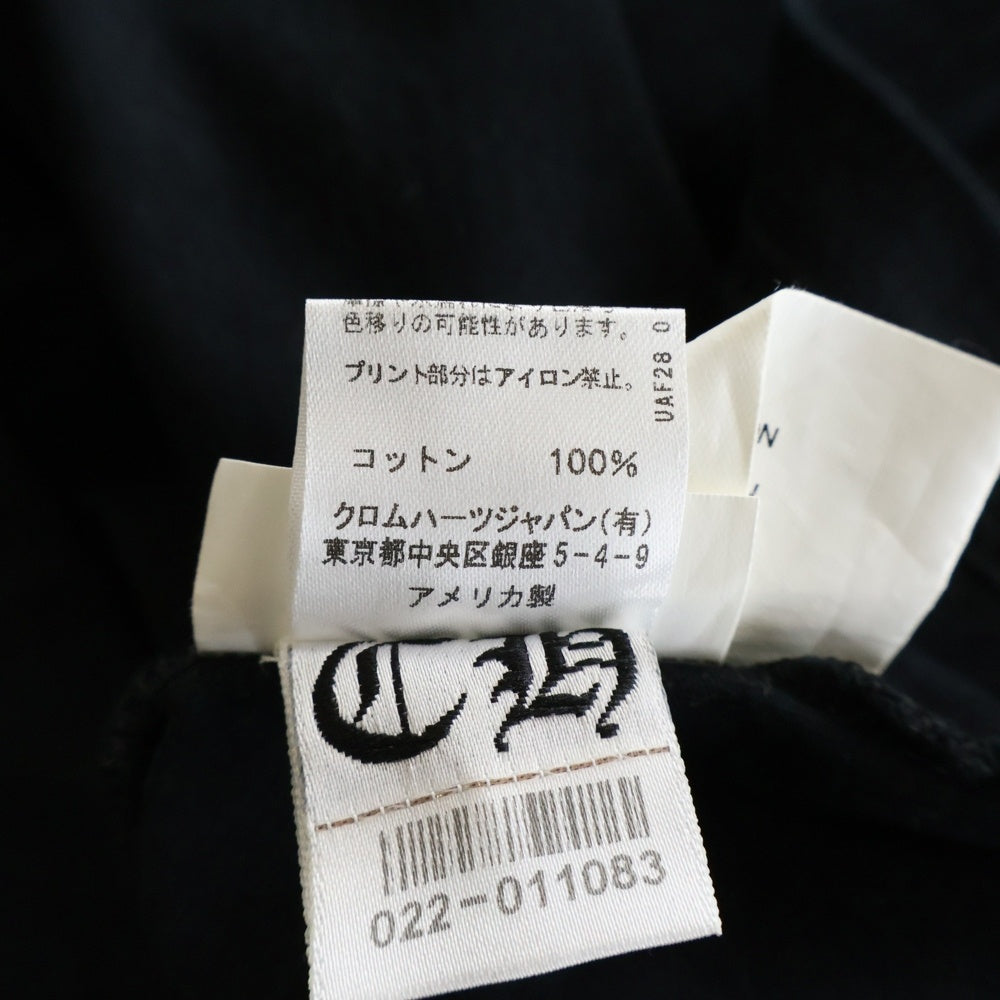 色移りの可能性があります。
プリント部分はアイロン禁止。
UAF28 0
コットン 100%
クロムハーツジャパン(有)
東京都中央区銀座5-4-9
アメリカ製
CH
022-011083